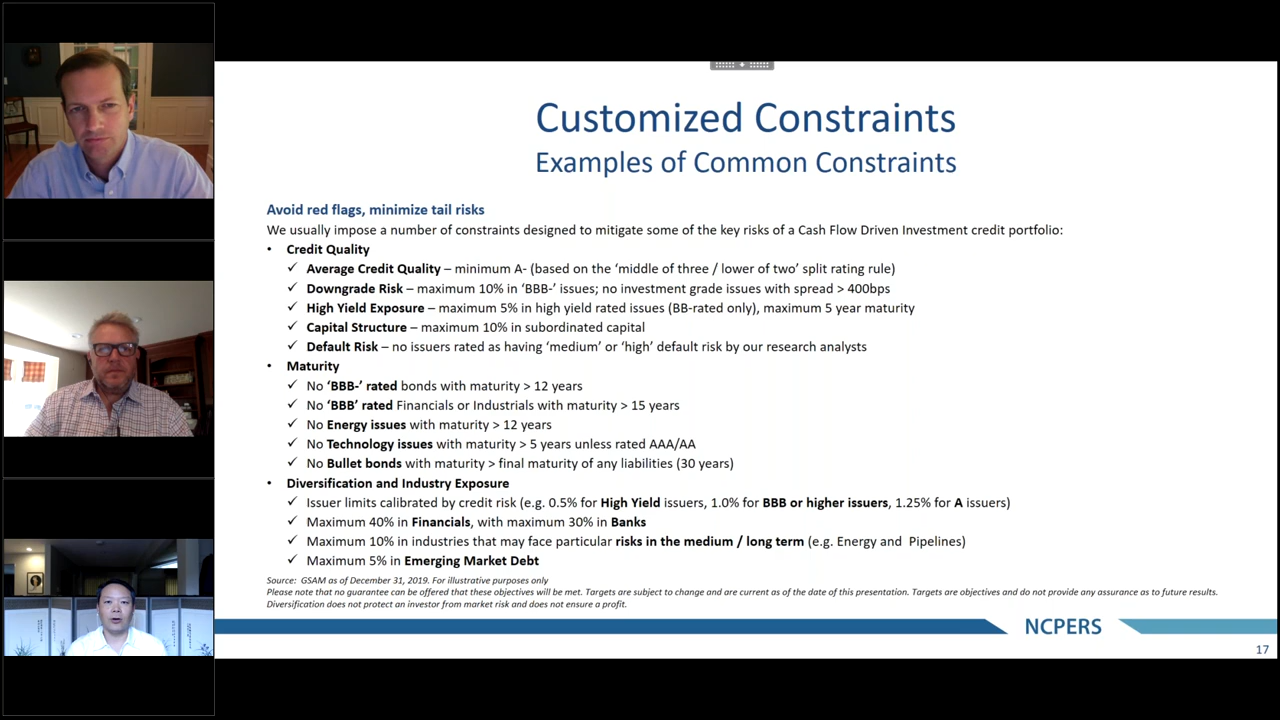 Customized Constraints
Examples of Common Constraints
Avoid red flags, minimize tail risks
We usually impose a number of constraints designed to mitigate some of the key risks of a Cash Flow Driven Investment credit portfolio:
• Credit Quality
✓ Average Credit Quality – minimum A- (based on the ‘middle of three / lower of two’ split rating rule)
✓ Downgrade Risk – maximum 10% in ‘BBB-’ issues; no investment grade issues with spread > 400bps
✓ High Yield Exposure – maximum 5% in high yield rated issues (BB-rated only), maximum 5 year maturity
✓ Capital Structure – maximum 10% in subordinated capital
✓ Default Risk – no issuers rated as having ‘medium’ or ‘high’ default risk by our research analysts
• Maturity
✓ No ‘BBB-’ rated bonds with maturity > 12 years
✓ No ‘BBB’ rated Financials or Industrials with maturity > 15 years
✓ No Energy issues with maturity > 12 years
✓ No Technology issues with maturity > 5 years unless rated AAA/AA
✓ No Bullet bonds with maturity > final maturity of any liabilities (30 years)
• Diversification and Industry Exposure
✓ Issuer limits calibrated by credit risk (e.g. 0.5% for High Yield issuers, 1.0% for BBB or higher issuers, 1.25% for A issuers)
✓ Maximum 40% in Financials, with maximum 30% in Banks
✓ Maximum 10% in industries that may face particular risks in the medium / long term (e.g. Energy and Pipelines)
✓ Maximum 5% in Emerging Market Debt
Source: GSAM as of December 31, 2019. For illustrative purposes only
Please note that no guarantee can be offered that these objectives will be met. Targets are subject to change and are current as of the date of this presentation. Targets are objectives and do not provide any assurance as to future results.
Diversification does not protect an investor from market risk and does not ensure a profit.
NCPERS
17